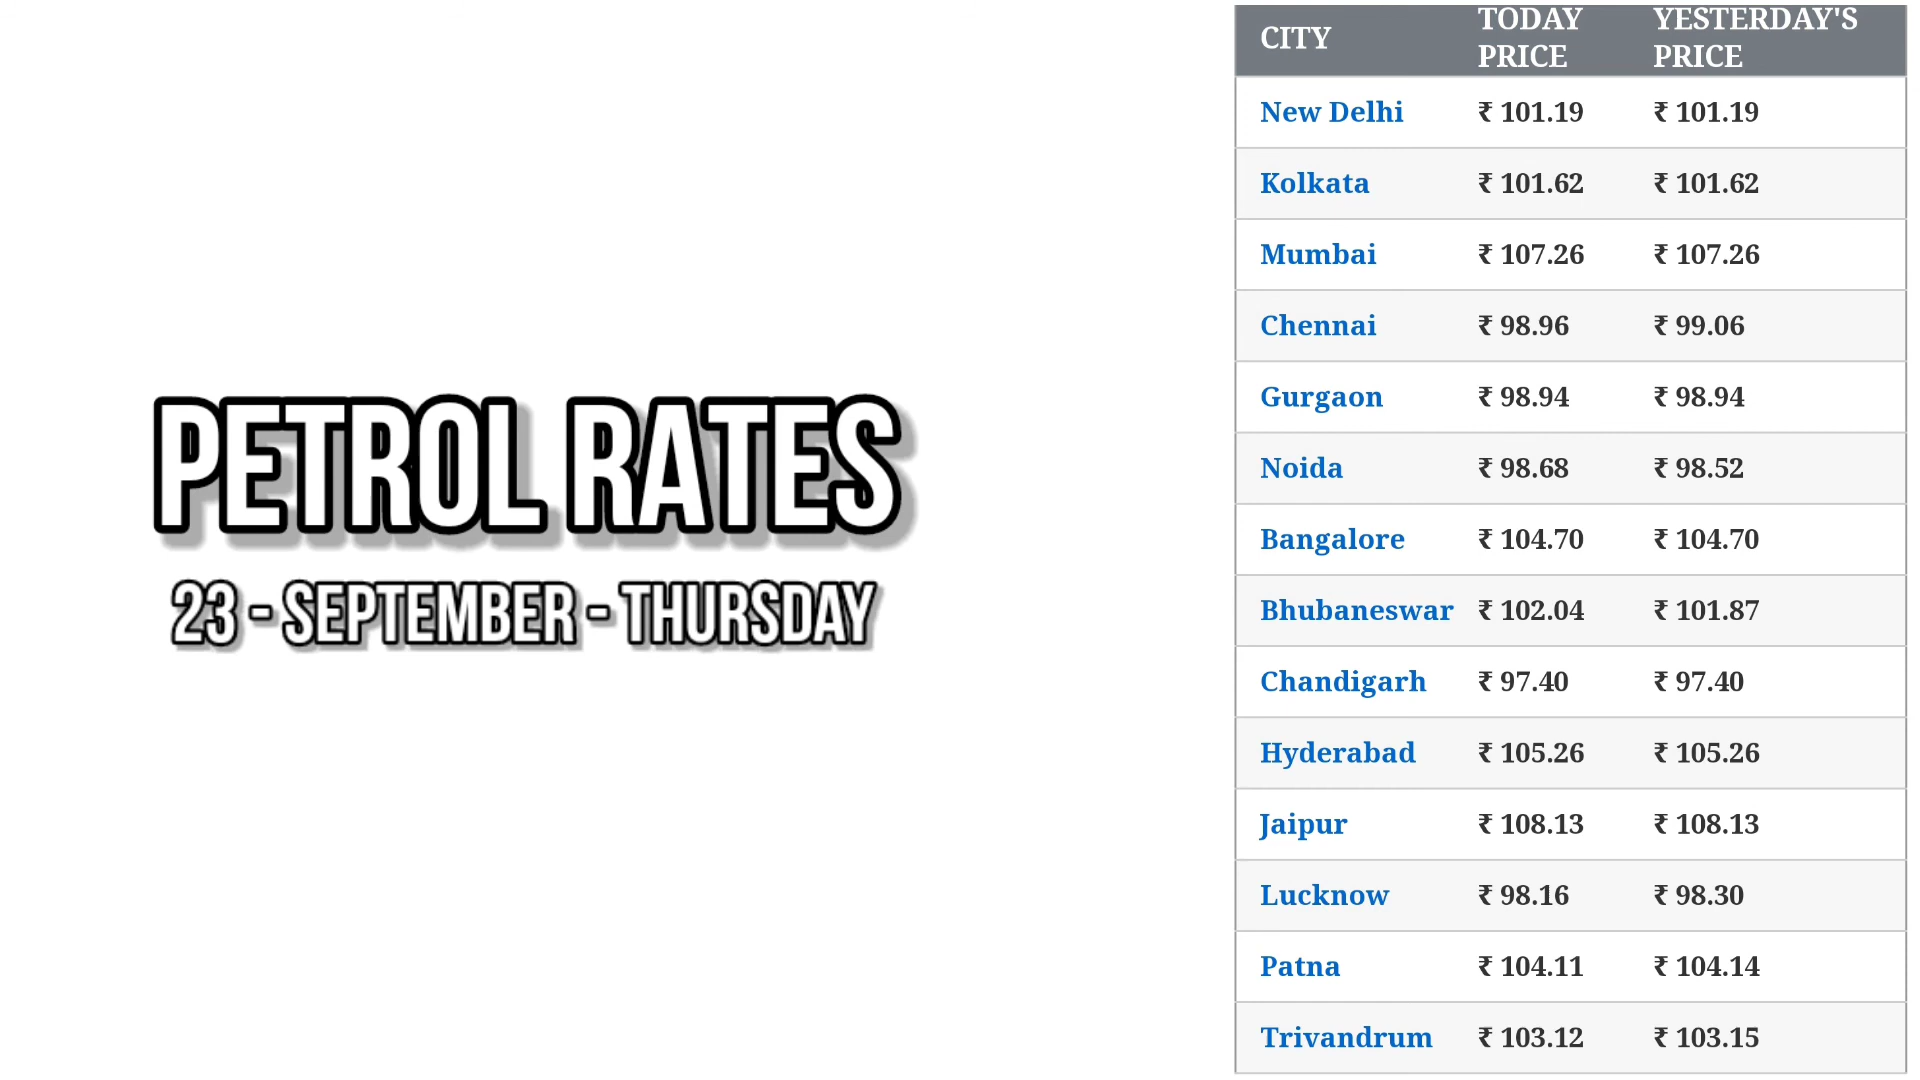 PETROL RATES
23 - SEPTEMBER - THURSDAY
CITY TODAY PRICE YESTERDAY'S PRICE
New Delhi ₹ 101.19 ₹ 101.19
Kolkata ₹ 101.62 ₹ 101.62
Mumbai ₹ 107.26 ₹ 107.26
Chennai ₹ 98.96 ₹ 99.06
Gurgaon ₹ 98.94 ₹ 98.94
Noida ₹ 98.68 ₹ 98.52
Bangalore ₹ 104.70 ₹ 104.70
Bhubaneswar ₹ 102.04 ₹ 101.87
Chandigarh ₹ 97.40 ₹ 97.40
Hyderabad ₹ 105.26 ₹ 105.26
Jaipur ₹ 108.13 ₹ 108.13
Lucknow ₹ 98.16 ₹ 98.30
Patna ₹ 104.11 ₹ 104.14
Trivandrum ₹ 103.12 ₹ 103.15